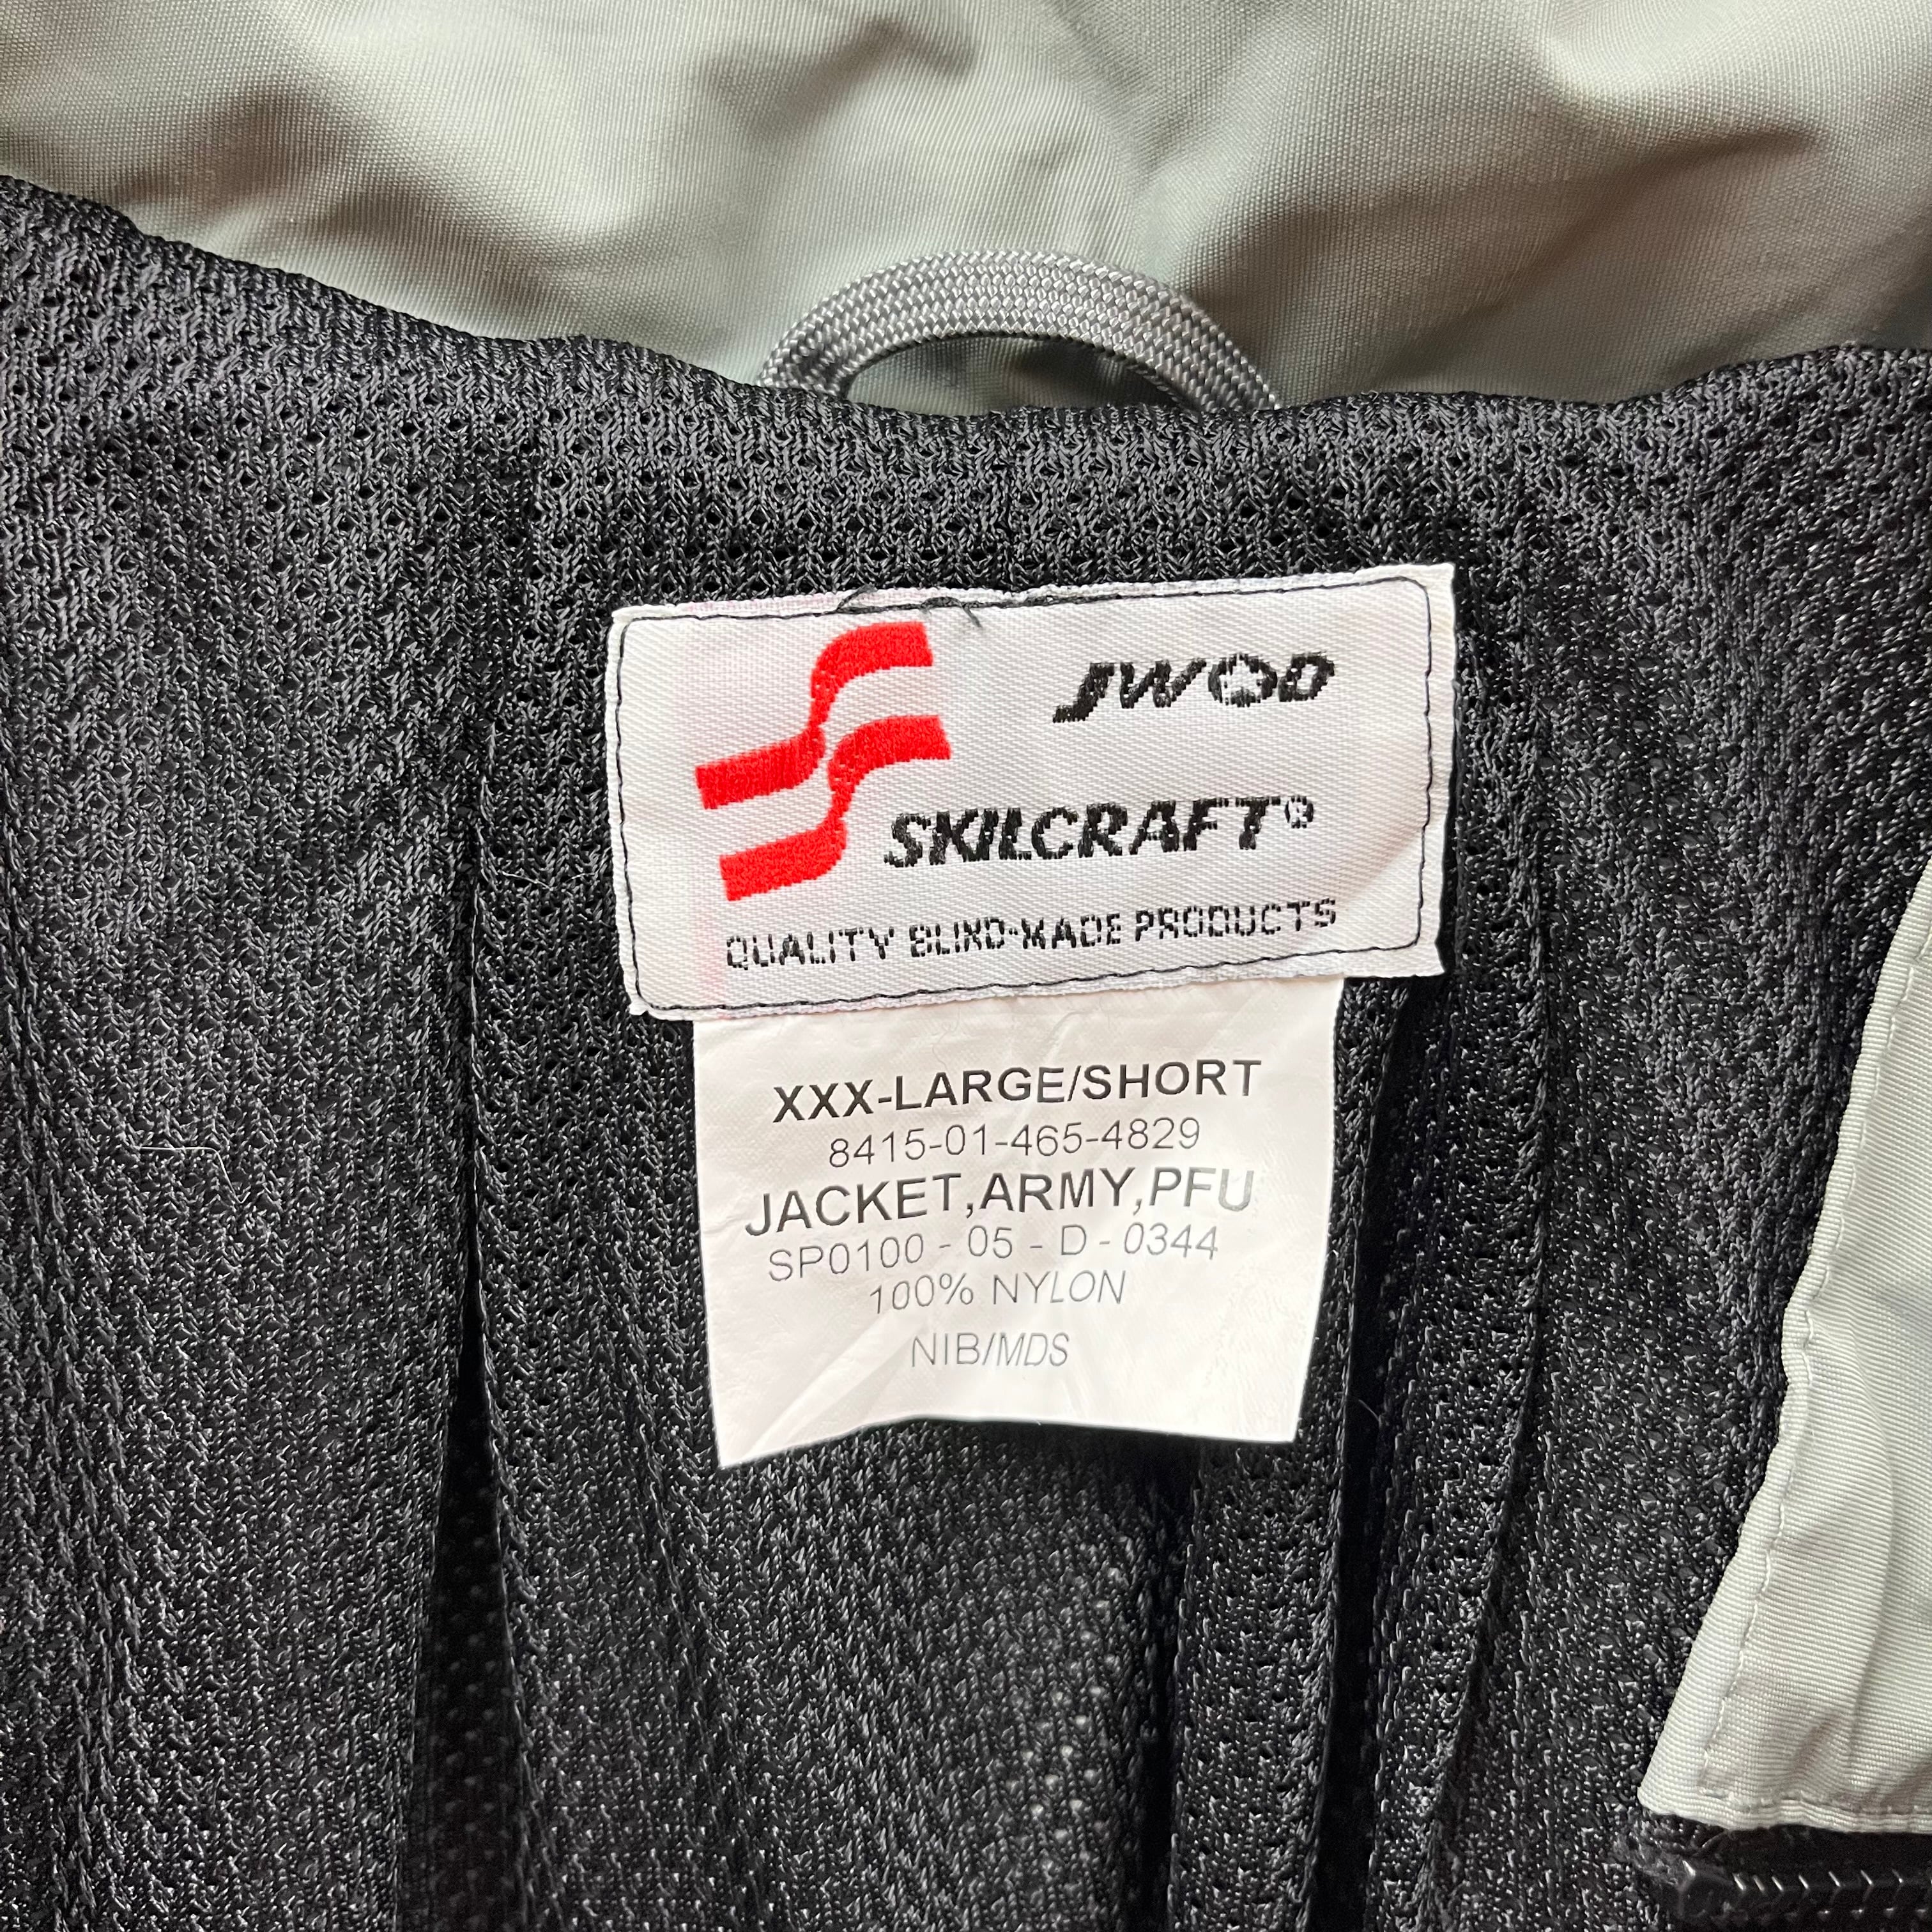 JWOD
SKILCRAFT®
QUALITY BLIND-MADE PRODUCTS
XXX-LARGE/SHORT
8415-01-465-4829
JACKET,ARMY,PFU
SP0100 - 05 - D - 0344
100% NYLON
NIB/MDS